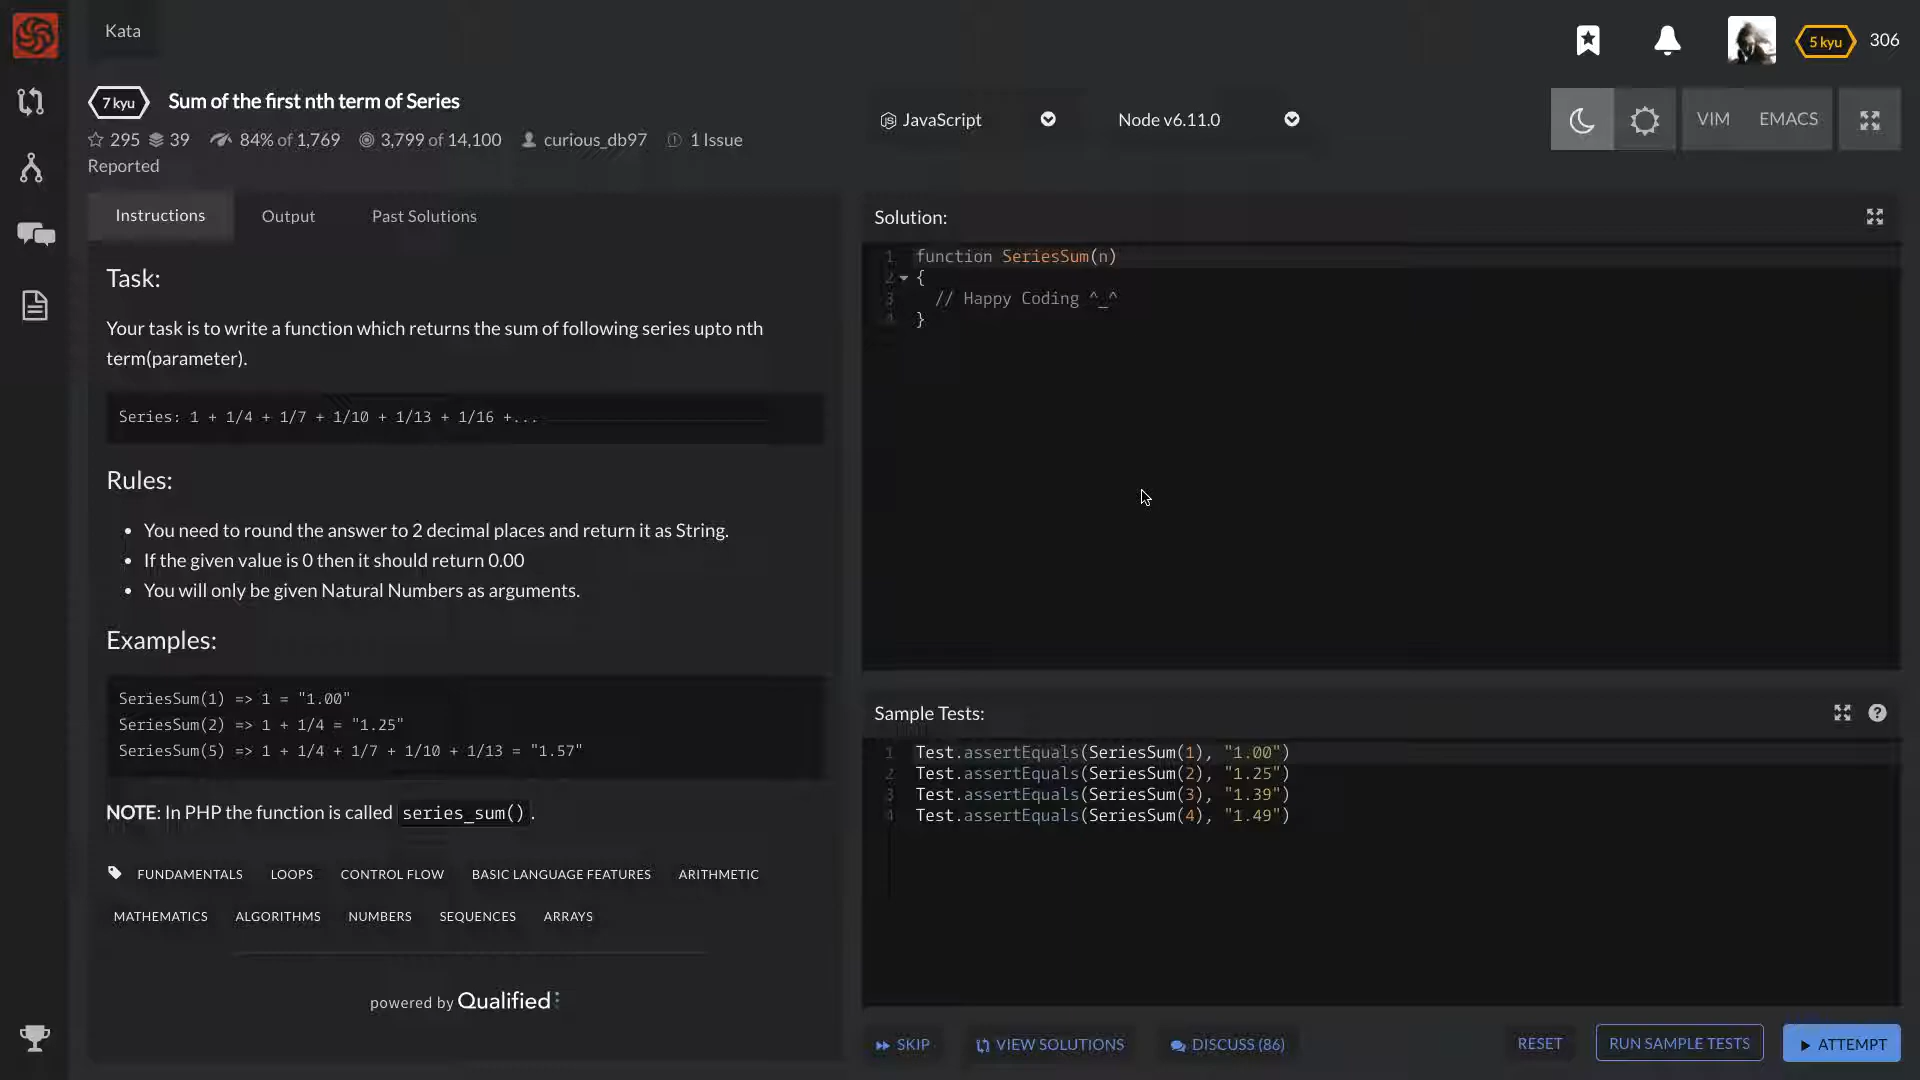 Kata
5 kyu 306
7 kyu Sum of the first nth term of Series
295 39 84% of 1,769 3,799 of 14,100 curious_db97 1 Issue
Reported
JavaScript Node v6.11.0 VIM EMACS
Instructions Output Past Solutions
Task:
Your task is to write a function which returns the sum of following series upto nth
term(parameter).
Series: 1 + 1/4 + 1/7 + 1/10 + 1/13 + 1/16 +...
Rules:
• You need to round the answer to 2 decimal places and return it as String.
• If the given value is 0 then it should return 0.00
• You will only be given Natural Numbers as arguments.
Examples:
SeriesSum(1) => 1 = "1.00"
SeriesSum(2) => 1 + 1/4 = "1.25"
SeriesSum(5) => 1 + 1/4 + 1/7 + 1/10 + 1/13 = "1.57"
NOTE: In PHP the function is called series_sum() .
FUNDAMENTALS LOOPS CONTROL FLOW BASIC LANGUAGE FEATURES ARITHMETIC
MATHEMATICS ALGORITHMS NUMBERS SEQUENCES ARRAYS
powered by Qualified
Solution:
1 function SeriesSum(n)
2 {
3 // Happy Coding ^_^
4 }
Sample Tests:
1 Test.assertEquals(SeriesSum(1), "1.00")
2 Test.assertEquals(SeriesSum(2), "1.25")
3 Test.assertEquals(SeriesSum(3), "1.39")
4 Test.assertEquals(SeriesSum(4), "1.49")
SKIP VIEW SOLUTIONS DISCUSS (86) RESET RUN SAMPLE TESTS ATTEMPT